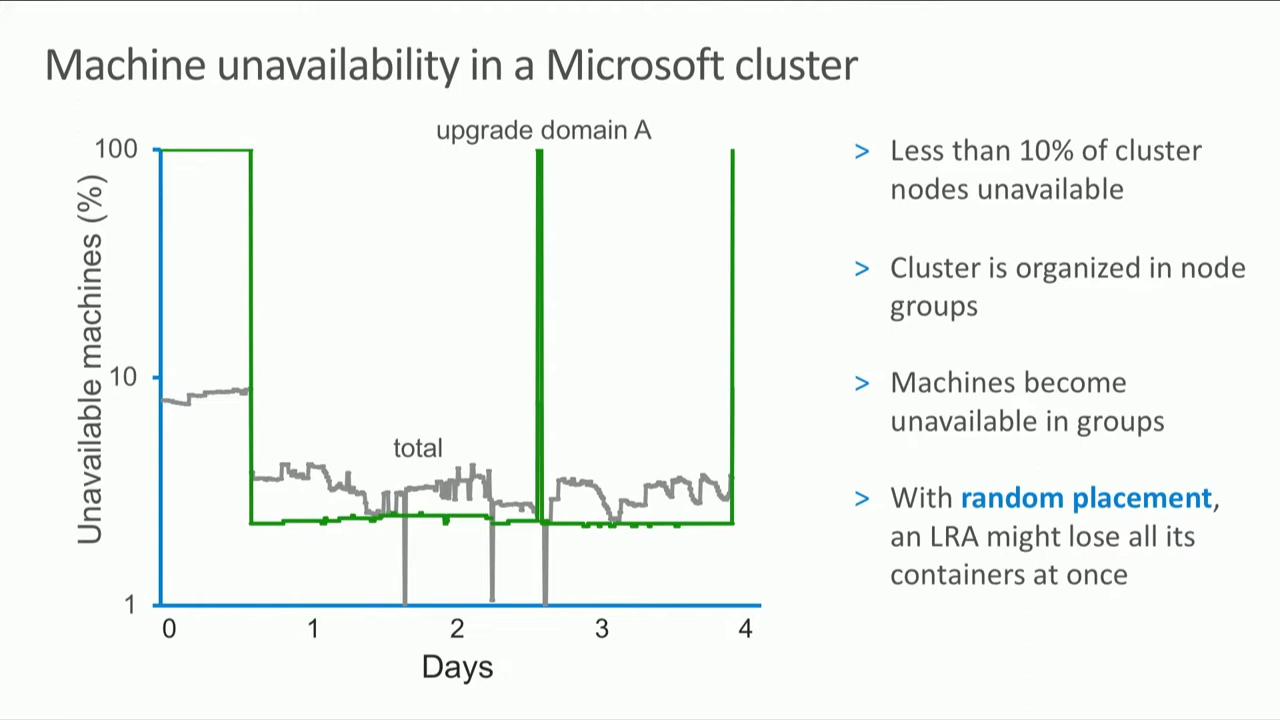 Machine unavailability in a Microsoft cluster
upgrade domain A
100
10
1
Unavailable machines (%)
total
0 1 2 3 4
Days
> Less than 10% of cluster
nodes unavailable
> Cluster is organized in node
groups
> Machines become
unavailable in groups
> With random placement,
an LRA might lose all its
containers at once